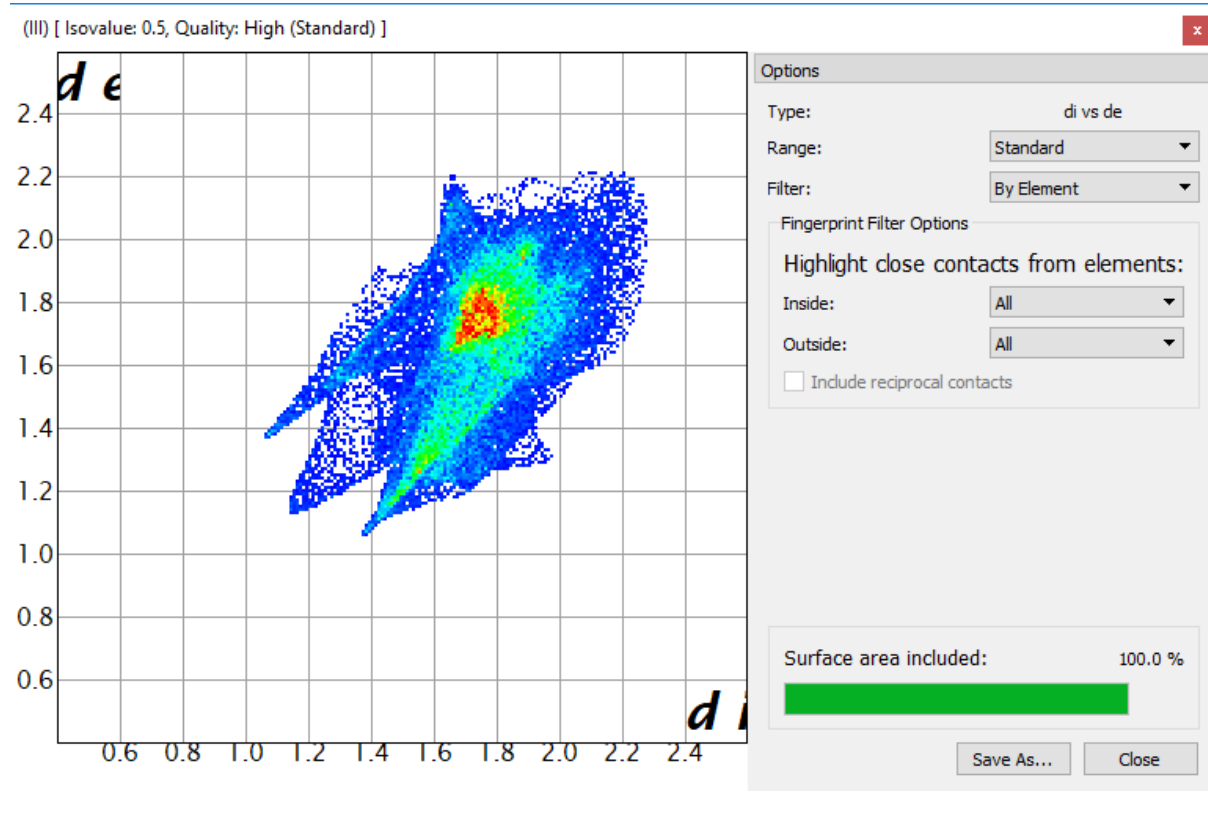 (III) [ Isovalue: 0.5, Quality: High (Standard) ]
x
d e
2.4
2.2
2.0
1.8
1.6
1.4
1.2
1.0
0.8
0.6
d i
0.6 0.8 1.0 1.2 1.4 1.6 1.8 2.0 2.2 2.4
Options
Type: di vs de
Range: Standard
Filter: By Element
Fingerprint Filter Options
Highlight close contacts from elements:
Inside: All
Outside: All
Include reciprocal contacts
Surface area included: 100.0 %
Save As... Close